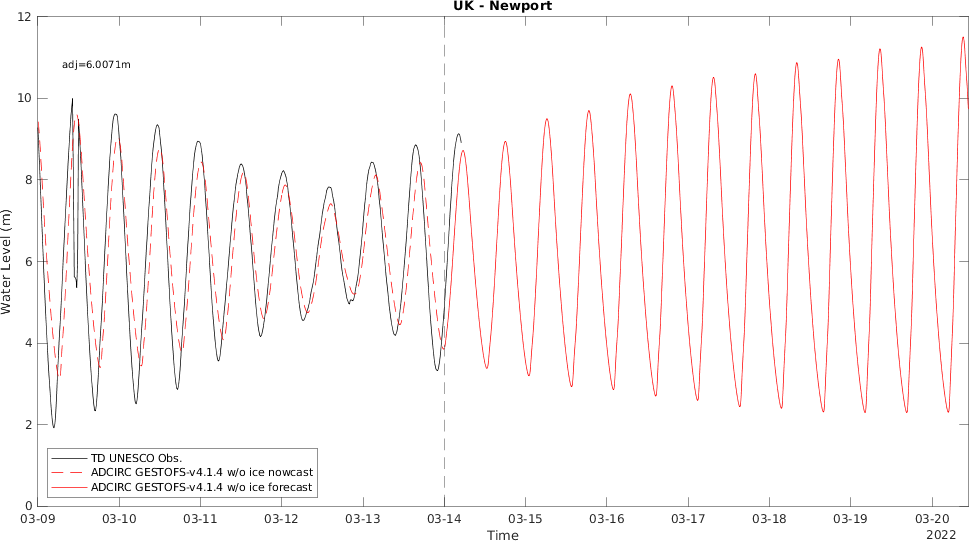 UK - Newport
12
adj=6.0071m
10
8
6
4
2
0
Water Level (m)
TD UNESCO Obs.
ADCIRC GESTOFS-v4.1.4 w/o ice nowcast
ADCIRC GESTOFS-v4.1.4 w/o ice forecast
03-09 03-10 03-11 03-12 03-13 03-14 03-15 03-16 03-17 03-18 03-19 03-20
Time
2022